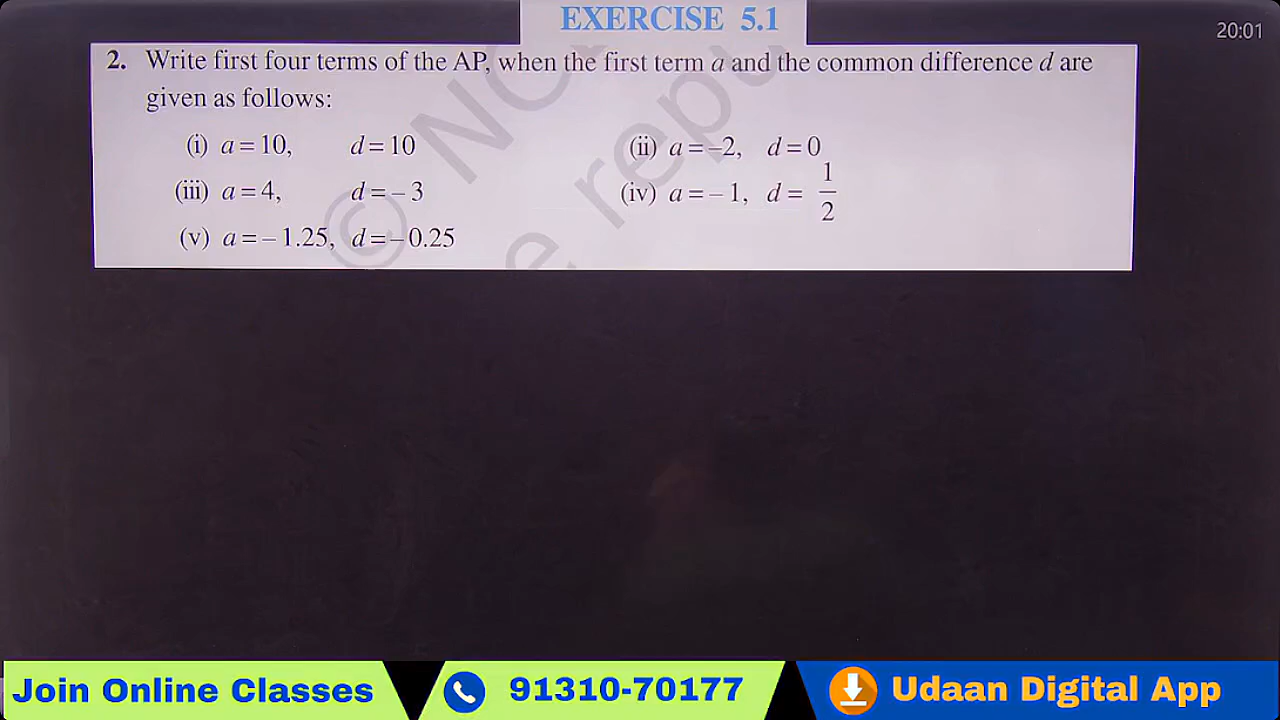 EXERCISE 5.1
20:01
2. Write first four terms of the AP, when the first term a and the common difference d are
given as follows:
(i) a = 10, d = 10 (ii) a = –2, d = 0
(iii) a = 4, d = – 3 (iv) a = – 1, d = 1/2
(v) a = – 1.25, d = – 0.25
© NC
e repu
Join Online Classes 91310-70177 Udaan Digital App